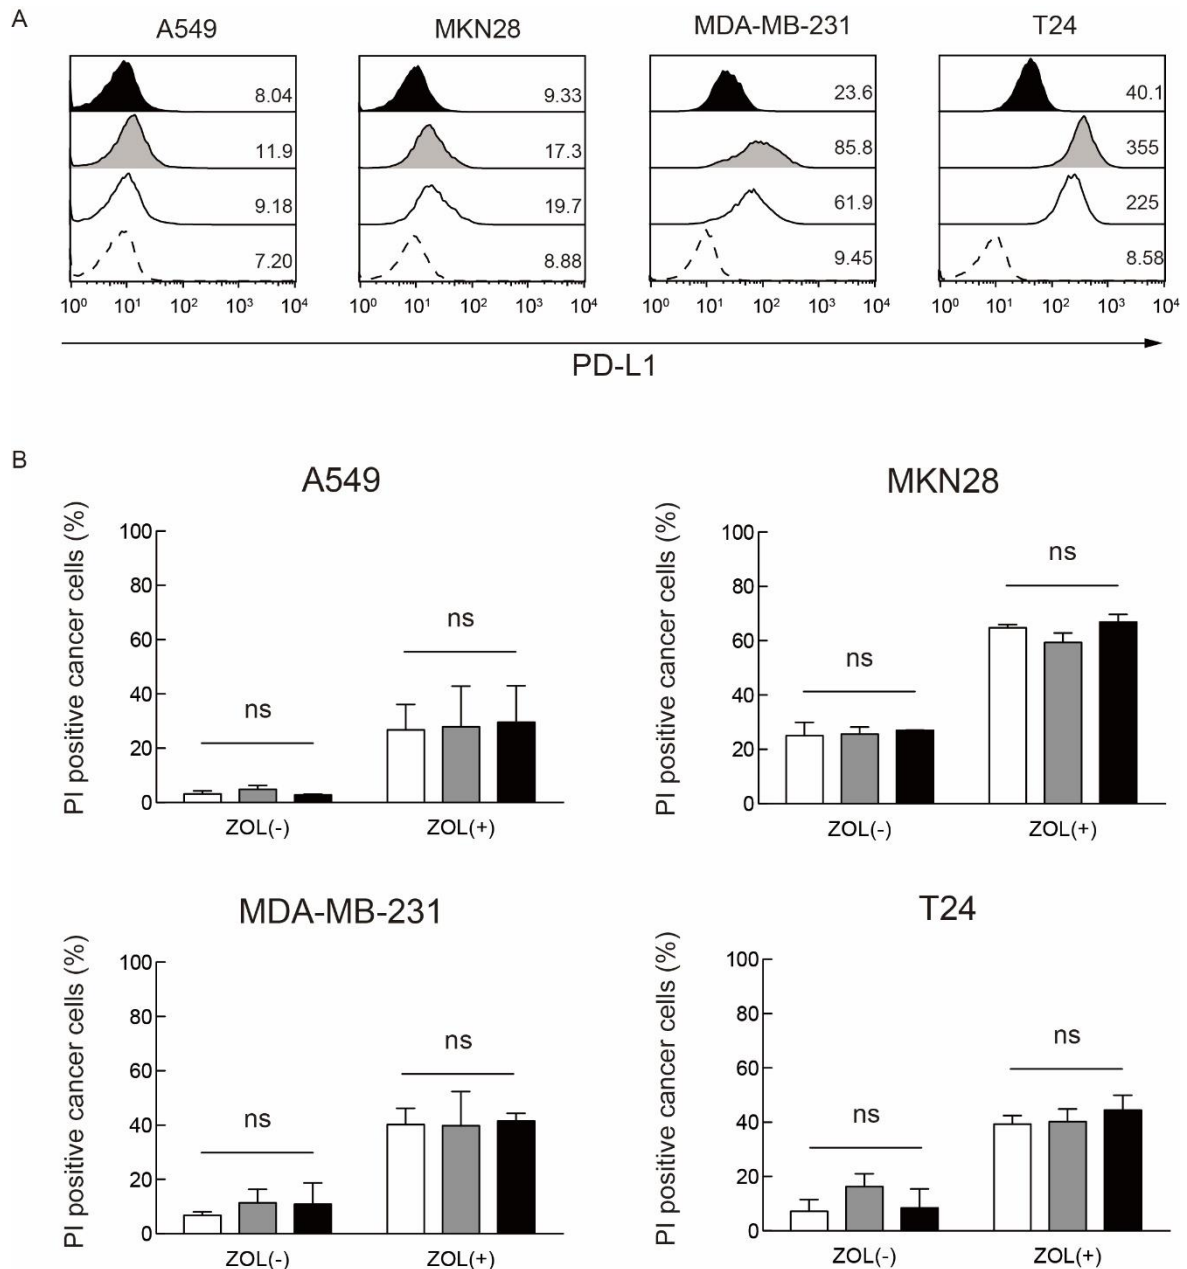 A
A549 MKN28 MDA-MB-231 T24
8.04 9.33 23.6 40.1
11.9 17.3 85.8 355
9.18 19.7 61.9 225
7.20 8.88 9.45 8.58
10⁰ 10¹ 10² 10³ 10⁴ 10⁰ 10¹ 10² 10³ 10⁴ 10⁰ 10¹ 10² 10³ 10⁴ 10⁰ 10¹ 10² 10³ 10⁴
PD-L1
B
A549
PI positive cancer cells (%)
100
80
60
40
20
0
ns
ns
ZOL(-) ZOL(+)
MKN28
PI positive cancer cells (%)
100
80
60
40
20
0
ns
ns
ZOL(-) ZOL(+)
MDA-MB-231
PI positive cancer cells (%)
100
80
60
40
20
0
ns
ns
ZOL(-) ZOL(+)
T24
PI positive cancer cells (%)
100
80
60
40
20
0
ns
ns
ZOL(-) ZOL(+)